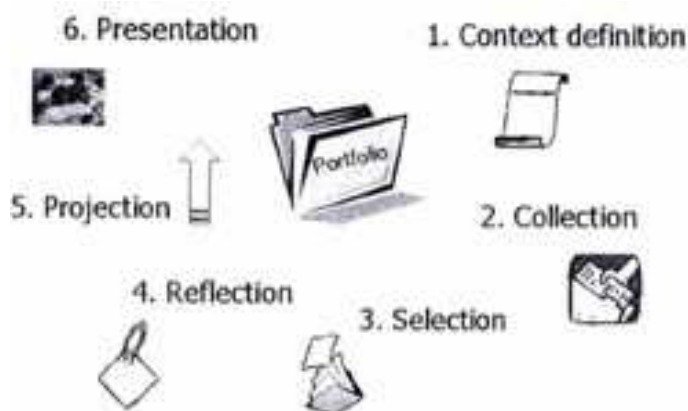 6. Presentation
1. Context definition
Portfolio
5. Projection
2. Collection
4. Reflection
3. Selection